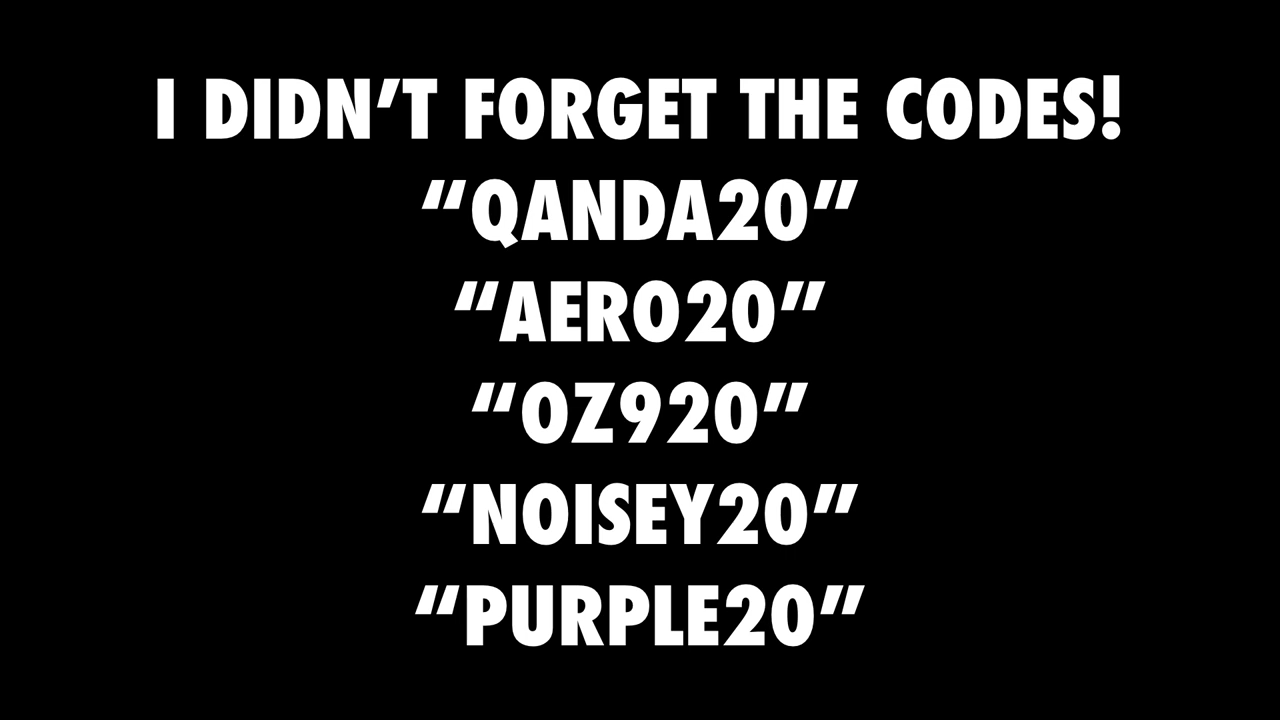 I DIDN’T FORGET THE CODES!
“QANDA20”
“AERO20”
“OZ920”
“NOISEY20”
“PURPLE20”